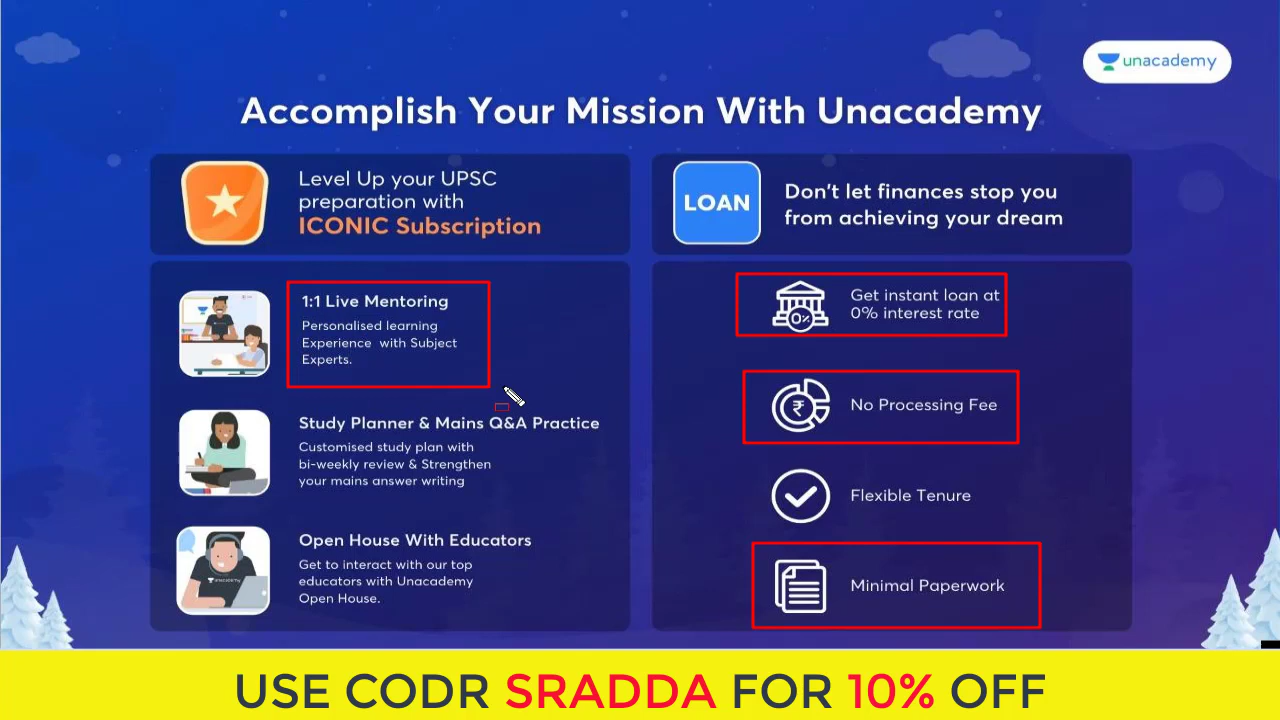 unacademy
Accomplish Your Mission With Unacademy
Level Up your UPSC
preparation with
ICONIC Subscription
1:1 Live Mentoring
Personalised learning
Experience with Subject
Experts.
Study Planner & Mains Q&A Practice
Customised study plan with
bi-weekly review & Strengthen
your mains answer writing
unacademy
Open House With Educators
Get to interact with our top
educators with Unacademy
Open House.
LOAN
Don't let finances stop you
from achieving your dream
0%
Get instant loan at
0% interest rate
₹
No Processing Fee
Flexible Tenure
Minimal Paperwork
USE CODR SRADDA FOR 10% OFF